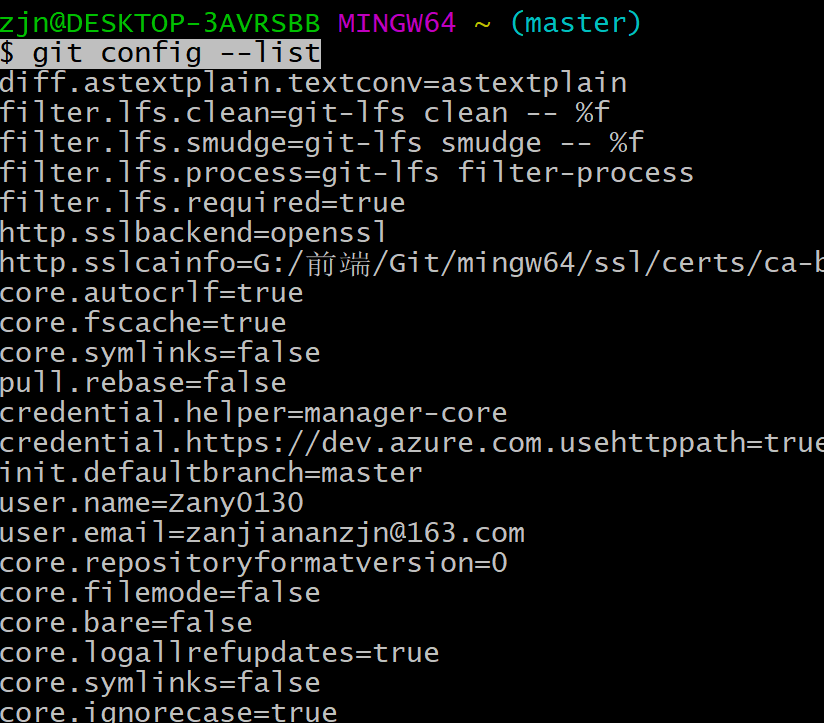 zjn@DESKTOP-3AVRSBB MINGW64 ~ (master)
$ git config --list
diff.astextplain.textconv=astextplain
filter.lfs.clean=git-lfs clean -- %f
filter.lfs.smudge=git-lfs smudge -- %f
filter.lfs.process=git-lfs filter-process
filter.lfs.required=true
http.sslbackend=openssl
http.sslcainfo=G:/前端/Git/mingw64/ssl/certs/ca-b
core.autocrlf=true
core.fscache=true
core.symlinks=false
pull.rebase=false
credential.helper=manager-core
credential.https://dev.azure.com.usehttppath=true
init.defaultbranch=master
user.name=Zany0130
user.email=zanjiananzjn@163.com
core.repositoryformatversion=0
core.filemode=false
core.bare=false
core.logallrefupdates=true
core.symlinks=false
core.ignorecase=true